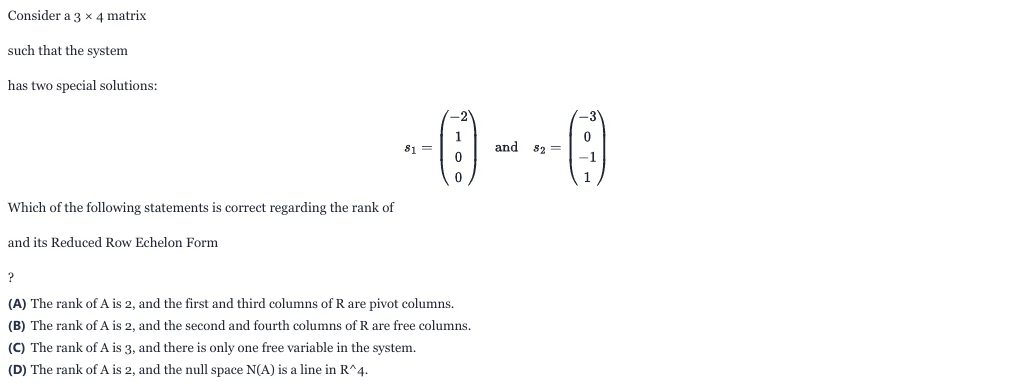 Consider a 3 × 4 matrix
such that the system
has two special solutions:
s₁ = (−2 1 0 0) and s₂ = (−3 0 −1 1)
Which of the following statements is correct regarding the rank of
and its Reduced Row Echelon Form
?
(A) The rank of A is 2, and the first and third columns of R are pivot columns.
(B) The rank of A is 2, and the second and fourth columns of R are free columns.
(C) The rank of A is 3, and there is only one free variable in the system.
(D) The rank of A is 2, and the null space N(A) is a line in R^4.